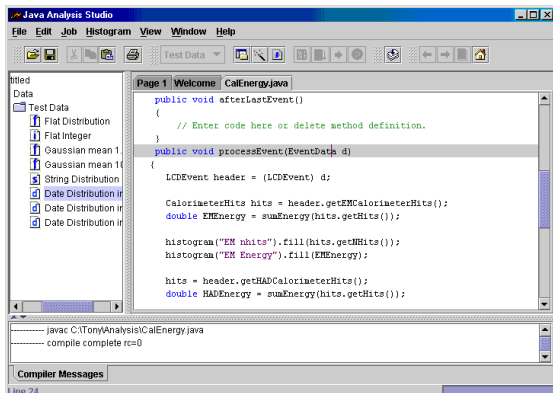 Java Analysis Studio
File Edit Job Histogram View Window Help
Test Data
titled
Data
Test Data
Flat Distribution
Flat Integer
Gaussian mean 1.
Gaussian mean 10
String Distribution
Date Distribution in
Date Distribution in
Date Distribution in
Page 1 Welcome CalEnergy.java
public void afterLastEvent()
{
// Enter code here or delete method definition.
}
public void processEvent(EventData d)
{
LCDEvent header = (LCDEvent) d;
CalorimeterHits hits = header.getEMCalorimeterHits();
double EMEnergy = sumEnergy(hits.getHits());
histogram("EM nhits").fill(hits.getNHits());
histogram("EM Energy").fill(EMEnergy);
hits = header.getHADCalorimeterHits();
double HADEnergy = sumEnergy(hits.getHits());
----------- javac C:\Tony\Analysis\CalEnergy.java
----------- compile complete rc=0
Compiler Messages
Line 24